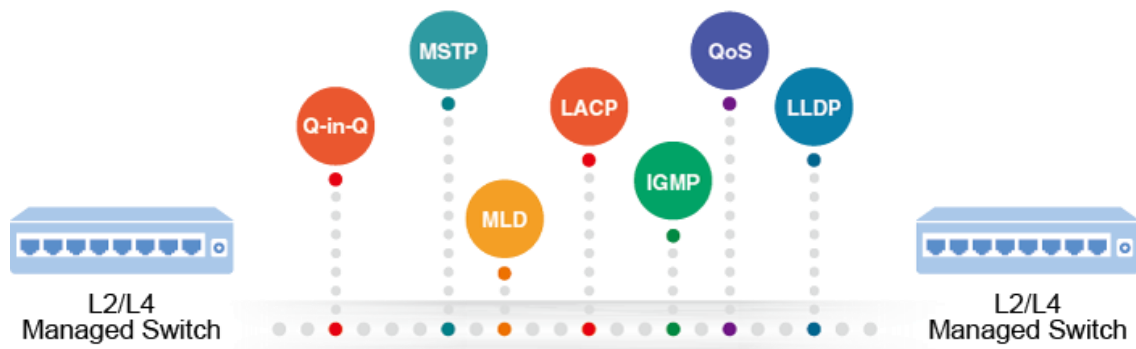 MSTP
QoS
LACP
LLDP
Q-in-Q
IGMP
MLD
L2/L4
Managed Switch
L2/L4
Managed Switch